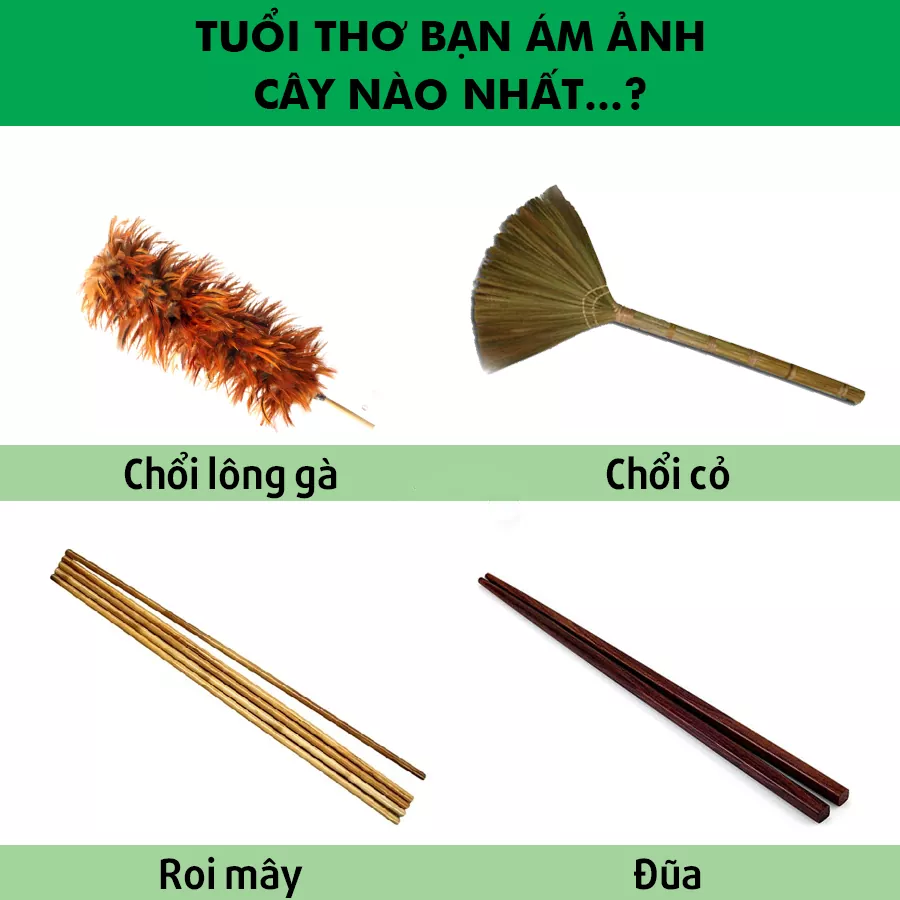 TUỔI THƠ BẠN ÁM ẢNH
CÂY NÀO NHẤT...?
Chổi lông gà
Chổi cỏ
Roi mây
Đũa